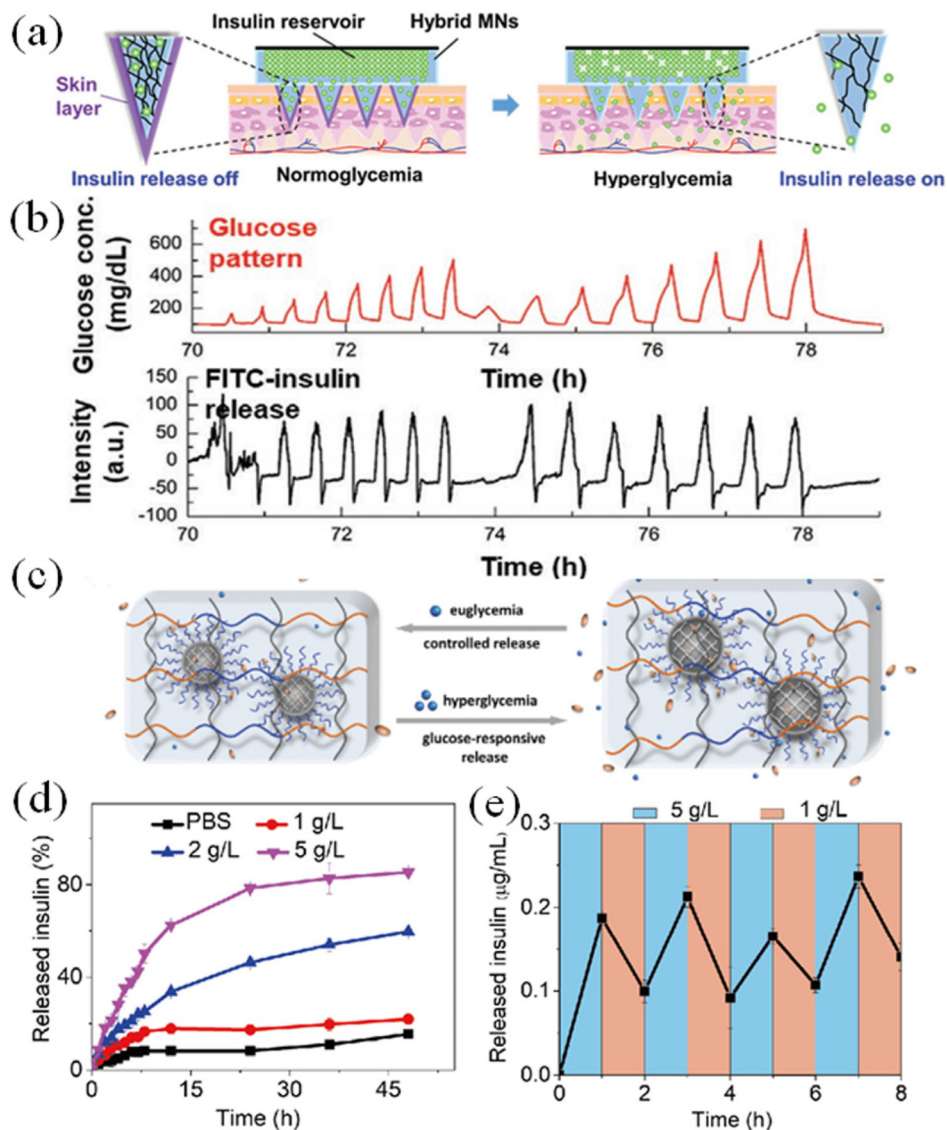 (a)
Insulin reservoir
Hybrid MNs
Skin
layer
Insulin release off
Normoglycemia
Hyperglycemia
Insulin release on
(b)
Glucose conc.
(mg/dL)
Glucose
pattern
600
400
200
70
72
74
76
78
Time (h)
FITC-insulin
release
Intensity
(a.u.)
150
100
50
0
-50
-100
70
72
74
76
78
Time (h)
(c)
euglycemia
controlled release
hyperglycemia
glucose-responsive
release
(d)
Released insulin (%)
PBS
1 g/L
2 g/L
5 g/L
80
40
0
0
15
30
45
Time (h)
(e)
5 g/L
1 g/L
Released insulin (μg/mL)
0.3
0.2
0.1
0.0
0
2
4
6
8
Time (h)